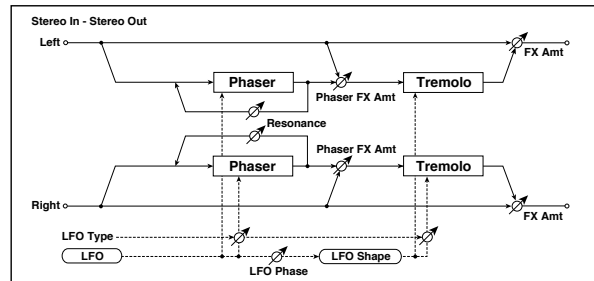 Stereo In - Stereo Out
Left
FX Amt
Phaser
Tremolo
Phaser FX Amt
Resonance
Phaser FX Amt
Phaser
Tremolo
Right
FX Amt
LFO Type
LFO
LFO Shape
LFO Phase